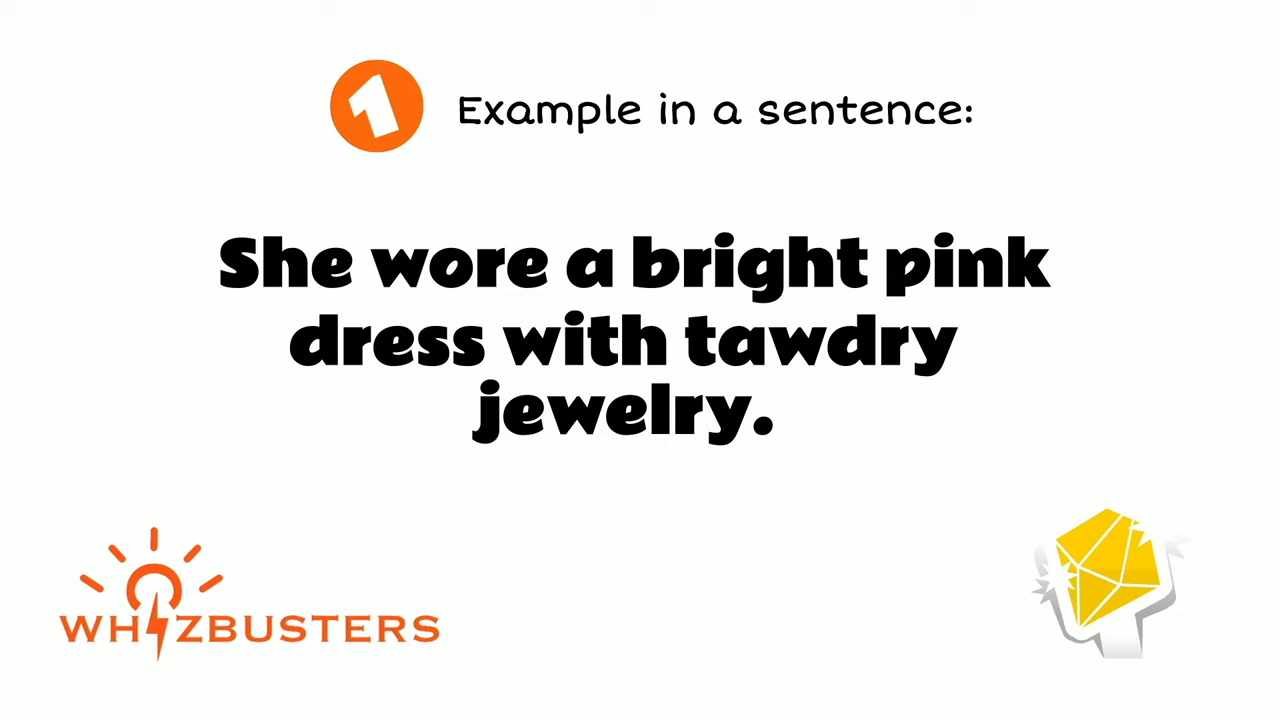 1 Example in a sentence:
She wore a bright pink
dress with tawdry
jewelry.
WHIZBUSTERS